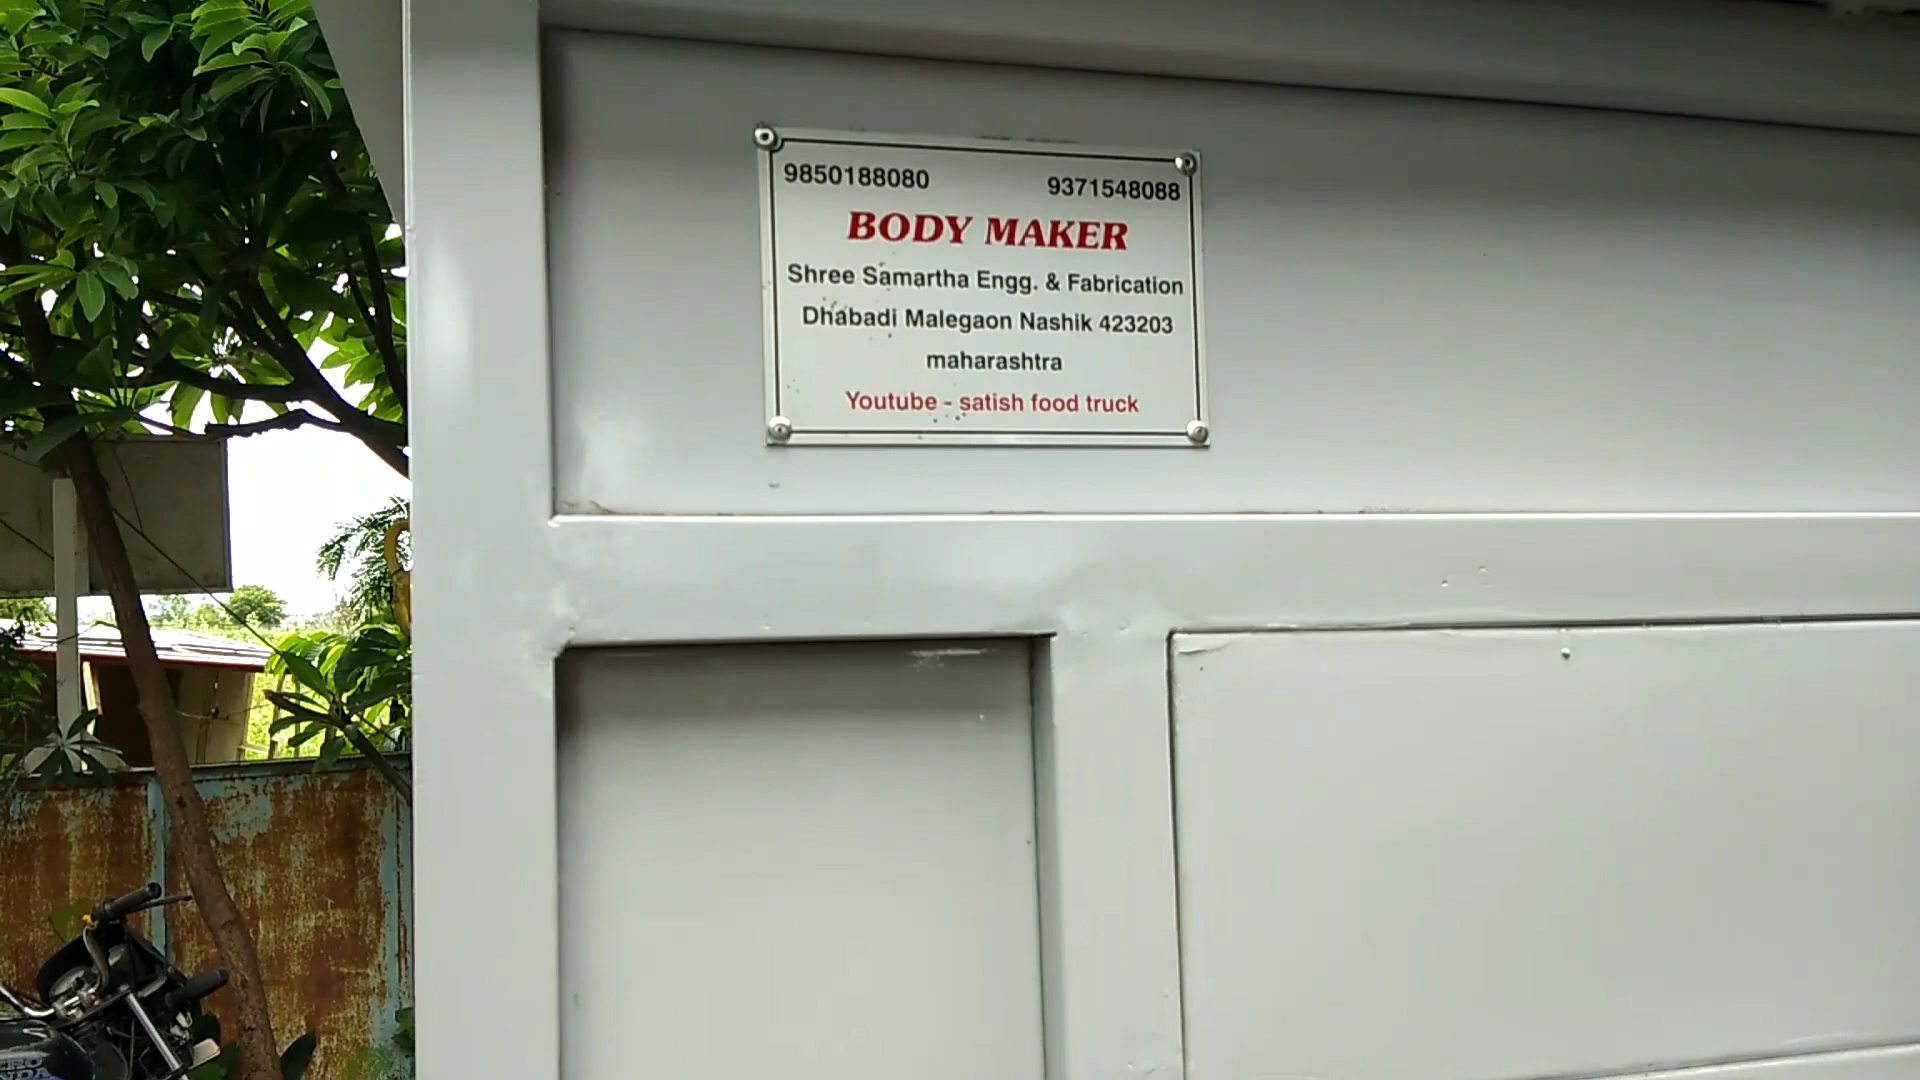 9850188080 9371548088
BODY MAKER
Shree Samartha Engg. & Fabrication
Dhabadi Malegaon Nashik 423203
maharashtra
Youtube - satish food truck